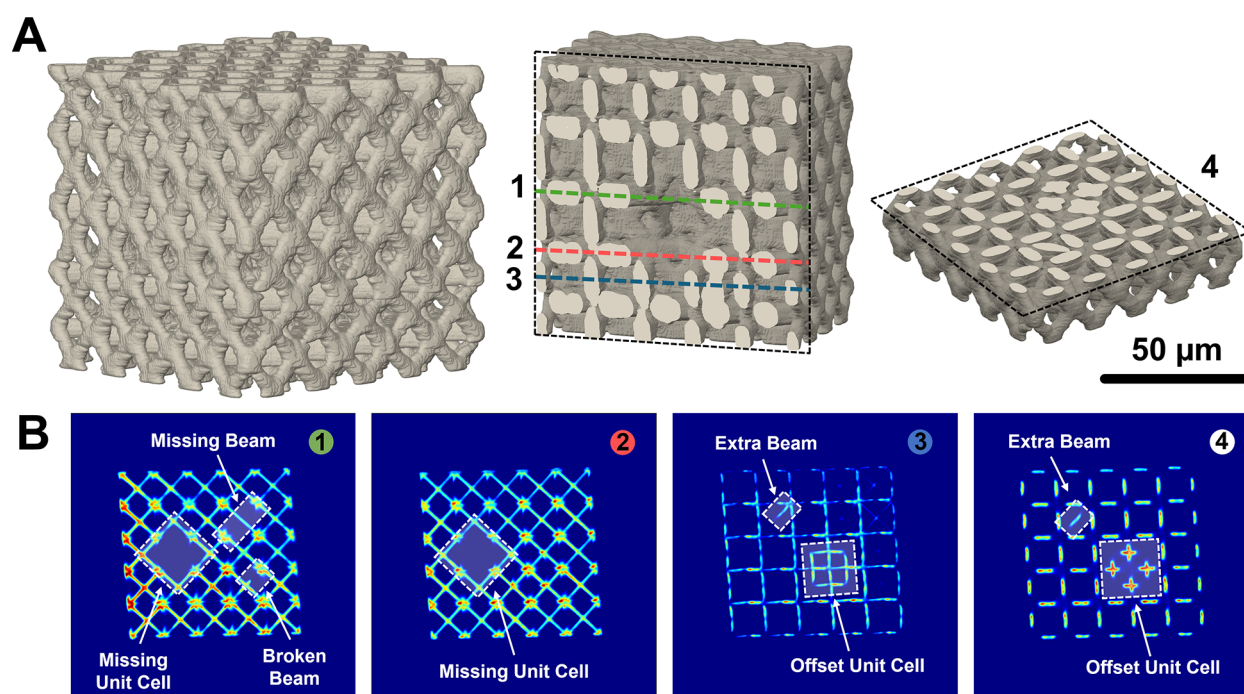 A
1
2
3
4
50 µm
B
Missing Beam
1
Missing
Unit Cell
Broken
Beam
2
Missing Unit Cell
Extra Beam
3
Offset Unit Cell
Extra Beam
4
Offset Unit Cell